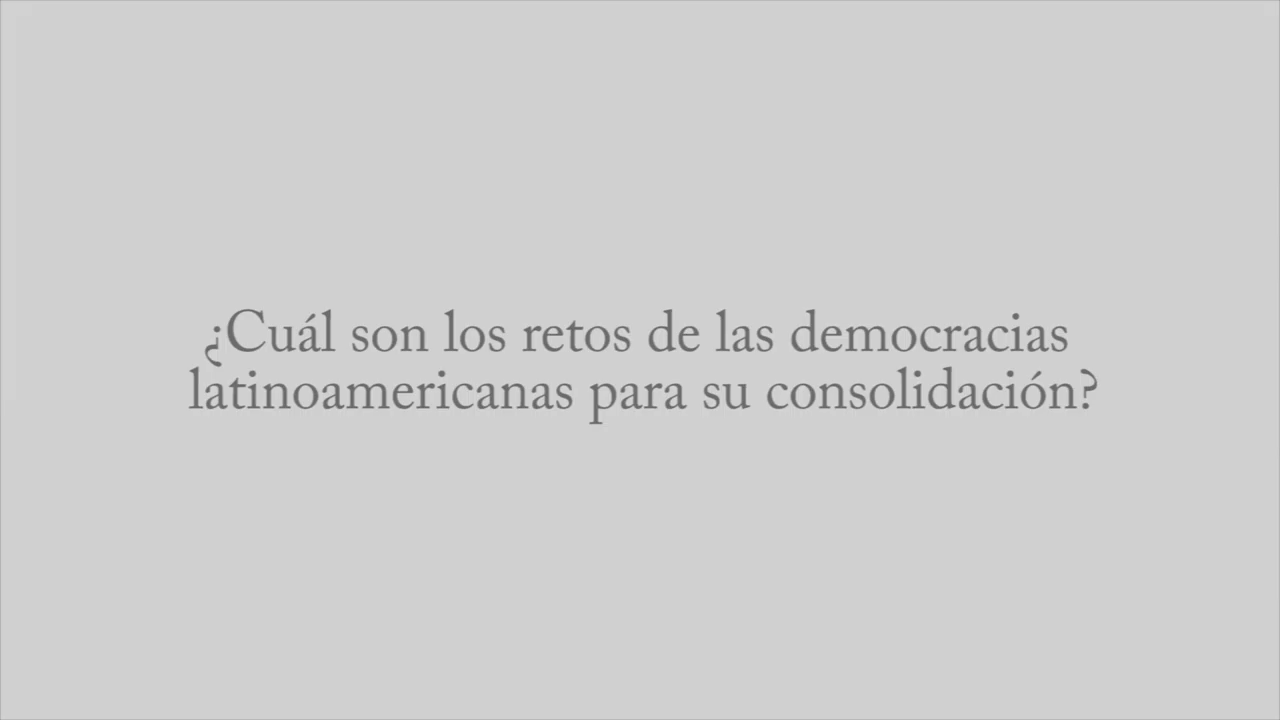 ¿Cuál son los retos de las democracias
latinoamericanas para su consolidación?